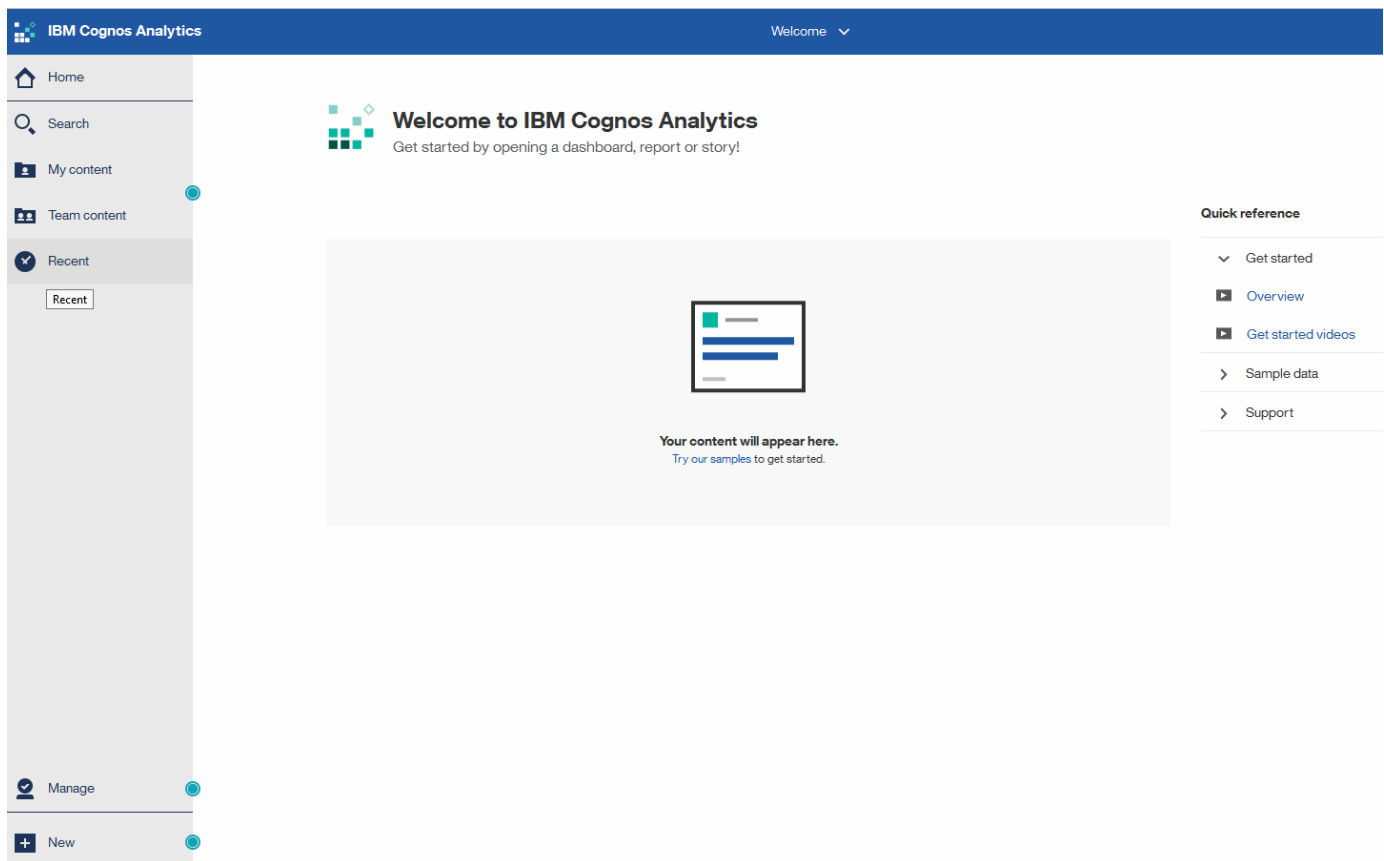 IBM Cognos Analytics
Welcome
Home
Search
My content
Team content
Recent
Recent
Manage
New
Welcome to IBM Cognos Analytics
Get started by opening a dashboard, report or story!
Your content will appear here.
Try our samples to get started.
Quick reference
Get started
Overview
Get started videos
Sample data
Support